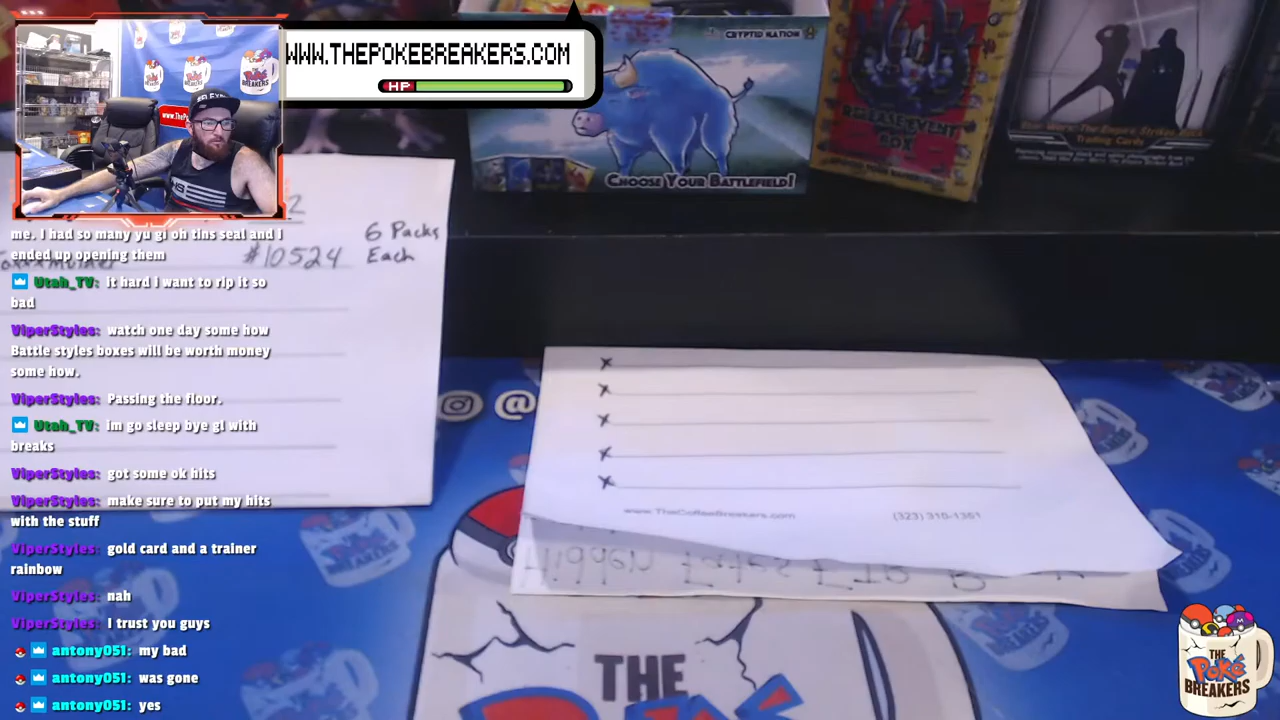 WWW.THEPOKEBREAKERS.COM
HP
CRYPTID NATION
CHOOSE YOUR BATTLEFIELD!
RELEASE EVENT
BOX
Star Wars: The Empire Strikes Back
Trading Cards
2
6 Packs
#10524 Each
me. I had so many yu gi oh tins seal and I
ended up opening them
Utah_TV: it hard I want to rip it so
bad
ViperStyles: watch one day some how
Battle styles boxes will be worth money
some how.
ViperStyles: Passing the floor.
Utah_TV: im go sleep bye gl with
breaks
ViperStyles: got some ok hits
ViperStyles: make sure to put my hits
with the stuff
ViperStyles: gold card and a trainer
rainbow
ViperStyles: nah
ViperStyles: I trust you guys
antony051: my bad
antony051: was gone
antony051: yes
@
x
x
x
x
x
www.TheCoffeeBreakers.com (323) 310-1351
Hidden Fates ETB
THE
THE
Poké
BREAKERS